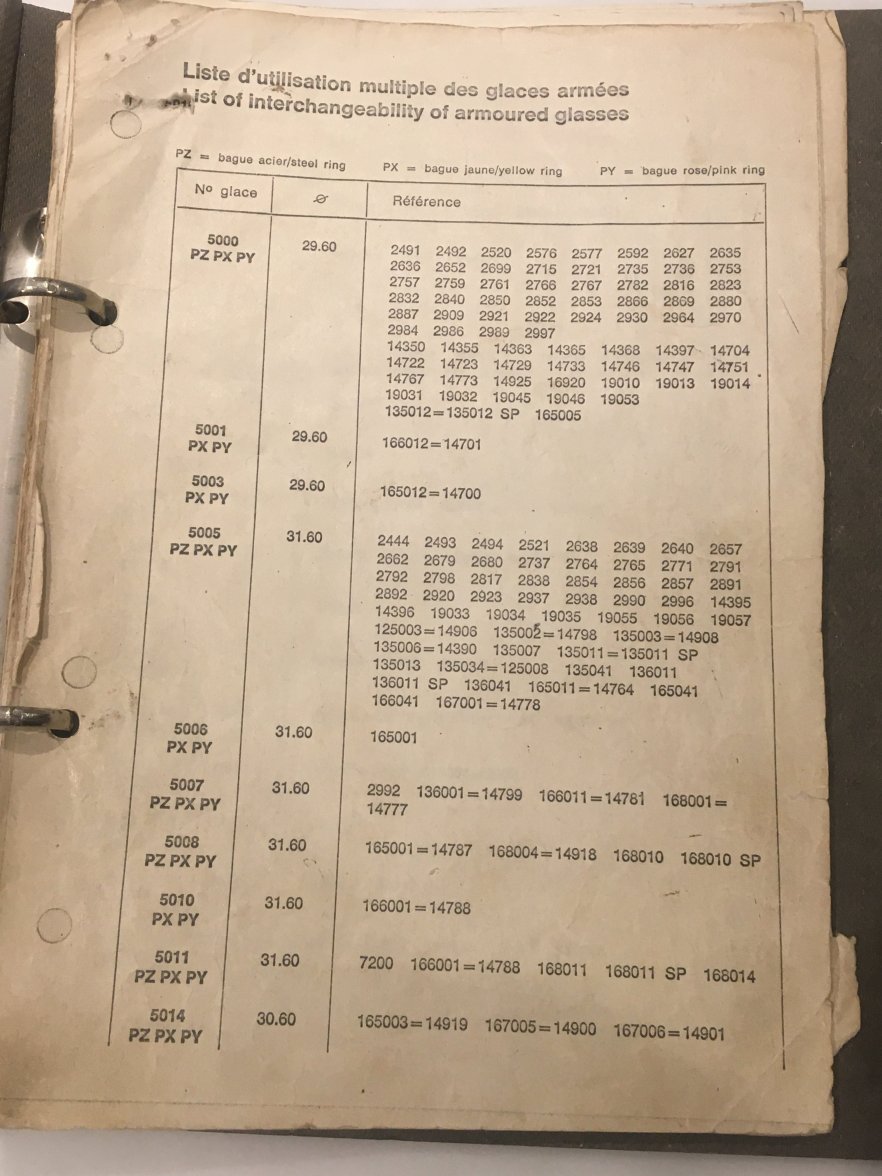 Liste d'utilisation multiple des glaces armées
List of interchangeability of armoured glasses
PZ = bague acier/steel ring PX = bague jaune/yellow ring PY = bague rose/pink ring
Nº glace ⌀ Référence
5000 29.60 2491 2492 2520 2576 2577 2592 2627 2635
PZ PX PY 2636 2652 2699 2715 2721 2735 2736 2753
2757 2759 2761 2766 2767 2782 2816 2823
2832 2840 2850 2852 2853 2866 2869 2880
2887 2909 2921 2922 2924 2930 2964 2970
2984 2986 2989 2997
14350 14355 14363 14365 14368 14397 14704
14722 14723 14729 14733 14746 14747 14751
14767 14773 14925 16920 19010 19013 19014
19031 19032 19045 19046 19053
135012=135012 SP 165005
5001 29.60 166012=14701
PX PY
5003 29.60 165012=14700
PX PY
5005 31.60 2444 2493 2494 2521 2638 2639 2640 2657
PZ PX PY 2662 2679 2680 2737 2764 2765 2771 2791
2792 2798 2817 2838 2854 2856 2857 2891
2892 2920 2923 2937 2938 2990 2996 14395
14396 19033 19034 19035 19055 19056 19057
125003=14906 135002=14798 135003=14908
135006=14390 135007 135011=135011 SP
135013 135034=125008 135041 136011
136011 SP 136041 165011=14764 165041
166041 167001=14778
5006 31.60 165001
PX PY
5007 31.60 2992 136001=14799 166011=14781 168001=
PZ PX PY 14777
5008 31.60 165001=14787 168004=14918 168010 168010 SP
PZ PX PY
5010 31.60 166001=14788
PX PY
5011 31.60 7200 166001=14788 168011 168011 SP 168014
PZ PX PY
5014 30.60 165003=14919 167005=14900 167006=14901
PZ PX PY